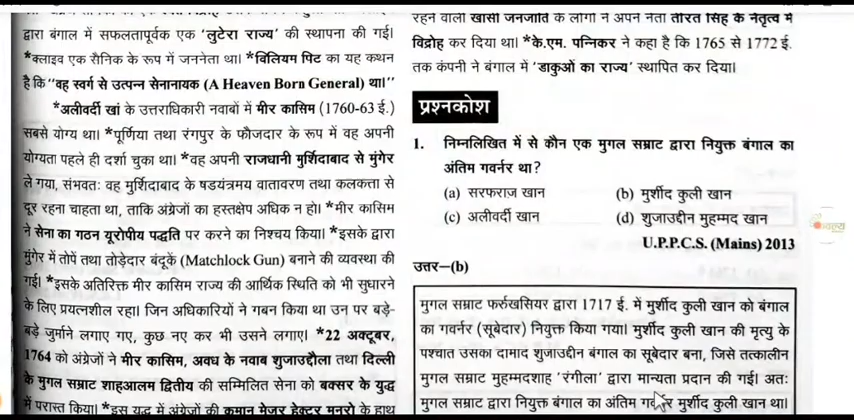 द्वारा बंगाल में सफलतापूर्वक एक 'लुटेरा राज्य' की स्थापना की गई।
*क्लाइव एक सैनिक के रूप में जननेता था। *विलियम पिट का यह कथन
है कि "वह स्वर्ग से उत्पन्न सेनानायक (A Heaven Born General) था।"
*अलीवर्दी खां के उत्तराधिकारी नवाबों में मीर कासिम (1760-63 ई.)
सबसे योग्य था। *पूर्णिया तथा रंगपुर के फौजदार के रूप में वह अपनी
योग्यता पहले ही दर्शा चुका था। *वह अपनी राजधानी मुर्शिदाबाद से मुंगेर
ले गया, संभवतः वह मुर्शिदाबाद के षडयंत्रमय वातावरण तथा कलकत्ता से
दूर रहना चाहता था, ताकि अंग्रेजों का हस्तक्षेप अधिक न हो। *मीर कासिम
ने सेना का गठन यूरोपीय पद्धति पर करने का निश्चय किया। *इसके द्वारा
मुंगेर में तोपें तथा तोड़ेदार बंदूकें (Matchlock Gun) बनाने की व्यवस्था की
गई। *इसके अतिरिक्त मीर कासिम राज्य की आर्थिक स्थिति को भी सुधारने
के लिए प्रयत्नशील रहा। जिन अधिकारियों ने गबन किया था उन पर बड़े-
बड़े जुर्माने लगाए गए, कुछ नए कर भी उसने लगाए। *22 अक्टूबर,
1764 को अंग्रेजों ने मीर कासिम, अवध के नवाब शुजाउद्दौला तथा दिल्ली
के मुगल सम्राट शाहआलम द्वितीय की सम्मिलित सेना को बक्सर के युद्ध
में परास्त किया। *इस युद्ध में अंग्रेजों की कमान मेजर हेक्टर मुनरो के हाथ
रहने वाली खासी जनजाति के लोगों ने अपने नेता तीरत सिंह के नेतृत्व में
विद्रोह कर दिया था। *के.एम. पन्निकर ने कहा है कि 1765 से 1772 ई.
तक कंपनी ने बंगाल में 'डाकुओं का राज्य' स्थापित कर दिया।
प्रश्नकोश
1. निम्नलिखित में से कौन एक मुगल सम्राट द्वारा नियुक्त बंगाल का
अंतिम गवर्नर था?
(a) सरफराज खान (b) मुर्शीद कुली खान
(c) अलीवर्दी खान (d) शुजाउद्दीन मुहम्मद खान
U.P.P.C.S. (Mains) 2013
उत्तर–(b)
मुगल सम्राट फर्रुखसियर द्वारा 1717 ई. में मुर्शीद कुली खान को बंगाल
का गवर्नर (सूबेदार) नियुक्त किया गया। मुर्शीद कुली खान की मृत्यु के
पश्चात उसका दामाद शुजाउद्दीन बंगाल का सूबेदार बना, जिसे तत्कालीन
मुगल सम्राट मुहम्मदशाह 'रंगीला' द्वारा मान्यता प्रदान की गई। अतः
मुगल सम्राट द्वारा नियुक्त बंगाल का अंतिम गवर्नर मुर्शीद कुली खान था।